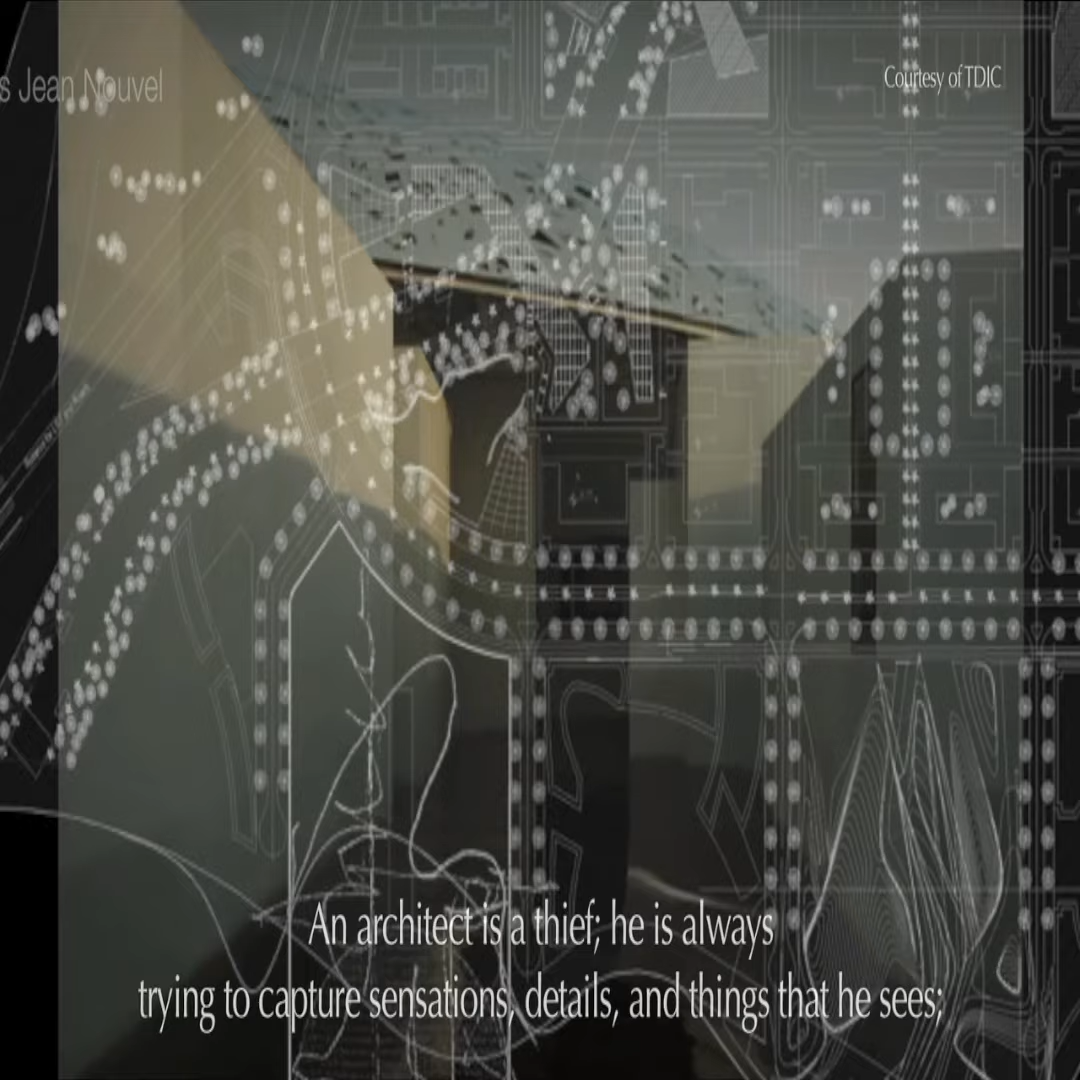 s Jean Nouvel
Courtesy of TDIC
An architect is a thief; he is always
trying to capture sensations, details, and things that he sees;